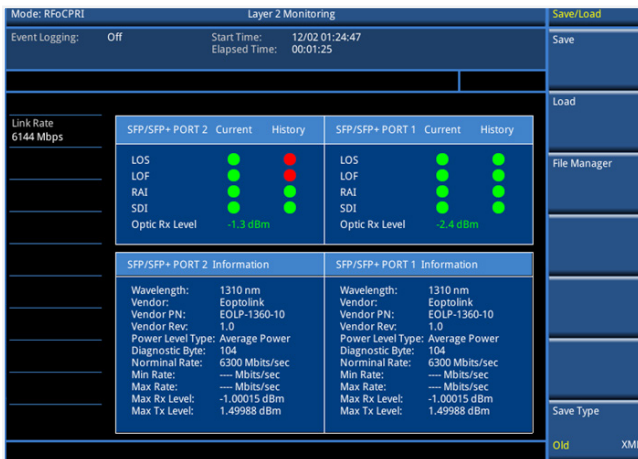 Mode: RFoCPRI Layer 2 Monitoring Save/Load
Event Logging: Off Start Time: 12/02 01:24:47
Elapsed Time: 00:01:25
Save
Load
File Manager
Save Type
Old XML
Link Rate
6144 Mbps
SFP/SFP+ PORT 2 Current History SFP/SFP+ PORT 1 Current History
LOS LOS
LOF LOF
RAI RAI
SDI SDI
Optic Rx Level -1.3 dBm Optic Rx Level -2.4 dBm
SFP/SFP+ PORT 2 Information SFP/SFP+ PORT 1 Information
Wavelength: 1310 nm Wavelength: 1310 nm
Vendor: Eoptolink Vendor: Eoptolink
Vendor PN: EOLP-1360-10 Vendor PN: EOLP-1360-10
Vendor Rev: 1.0 Vendor Rev: 1.0
Power Level Type: Average Power Power Level Type: Average Power
Diagnostic Byte: 104 Diagnostic Byte: 104
Norminal Rate: 6300 Mbits/sec Norminal Rate: 6300 Mbits/sec
Min Rate: ---- Mbits/sec Min Rate: ---- Mbits/sec
Max Rate: ---- Mbits/sec Max Rate: ---- Mbits/sec
Max Rx Level: -1.00015 dBm Max Rx Level: -1.00015 dBm
Max Tx Level: 1.49988 dBm Max Tx Level: 1.49988 dBm